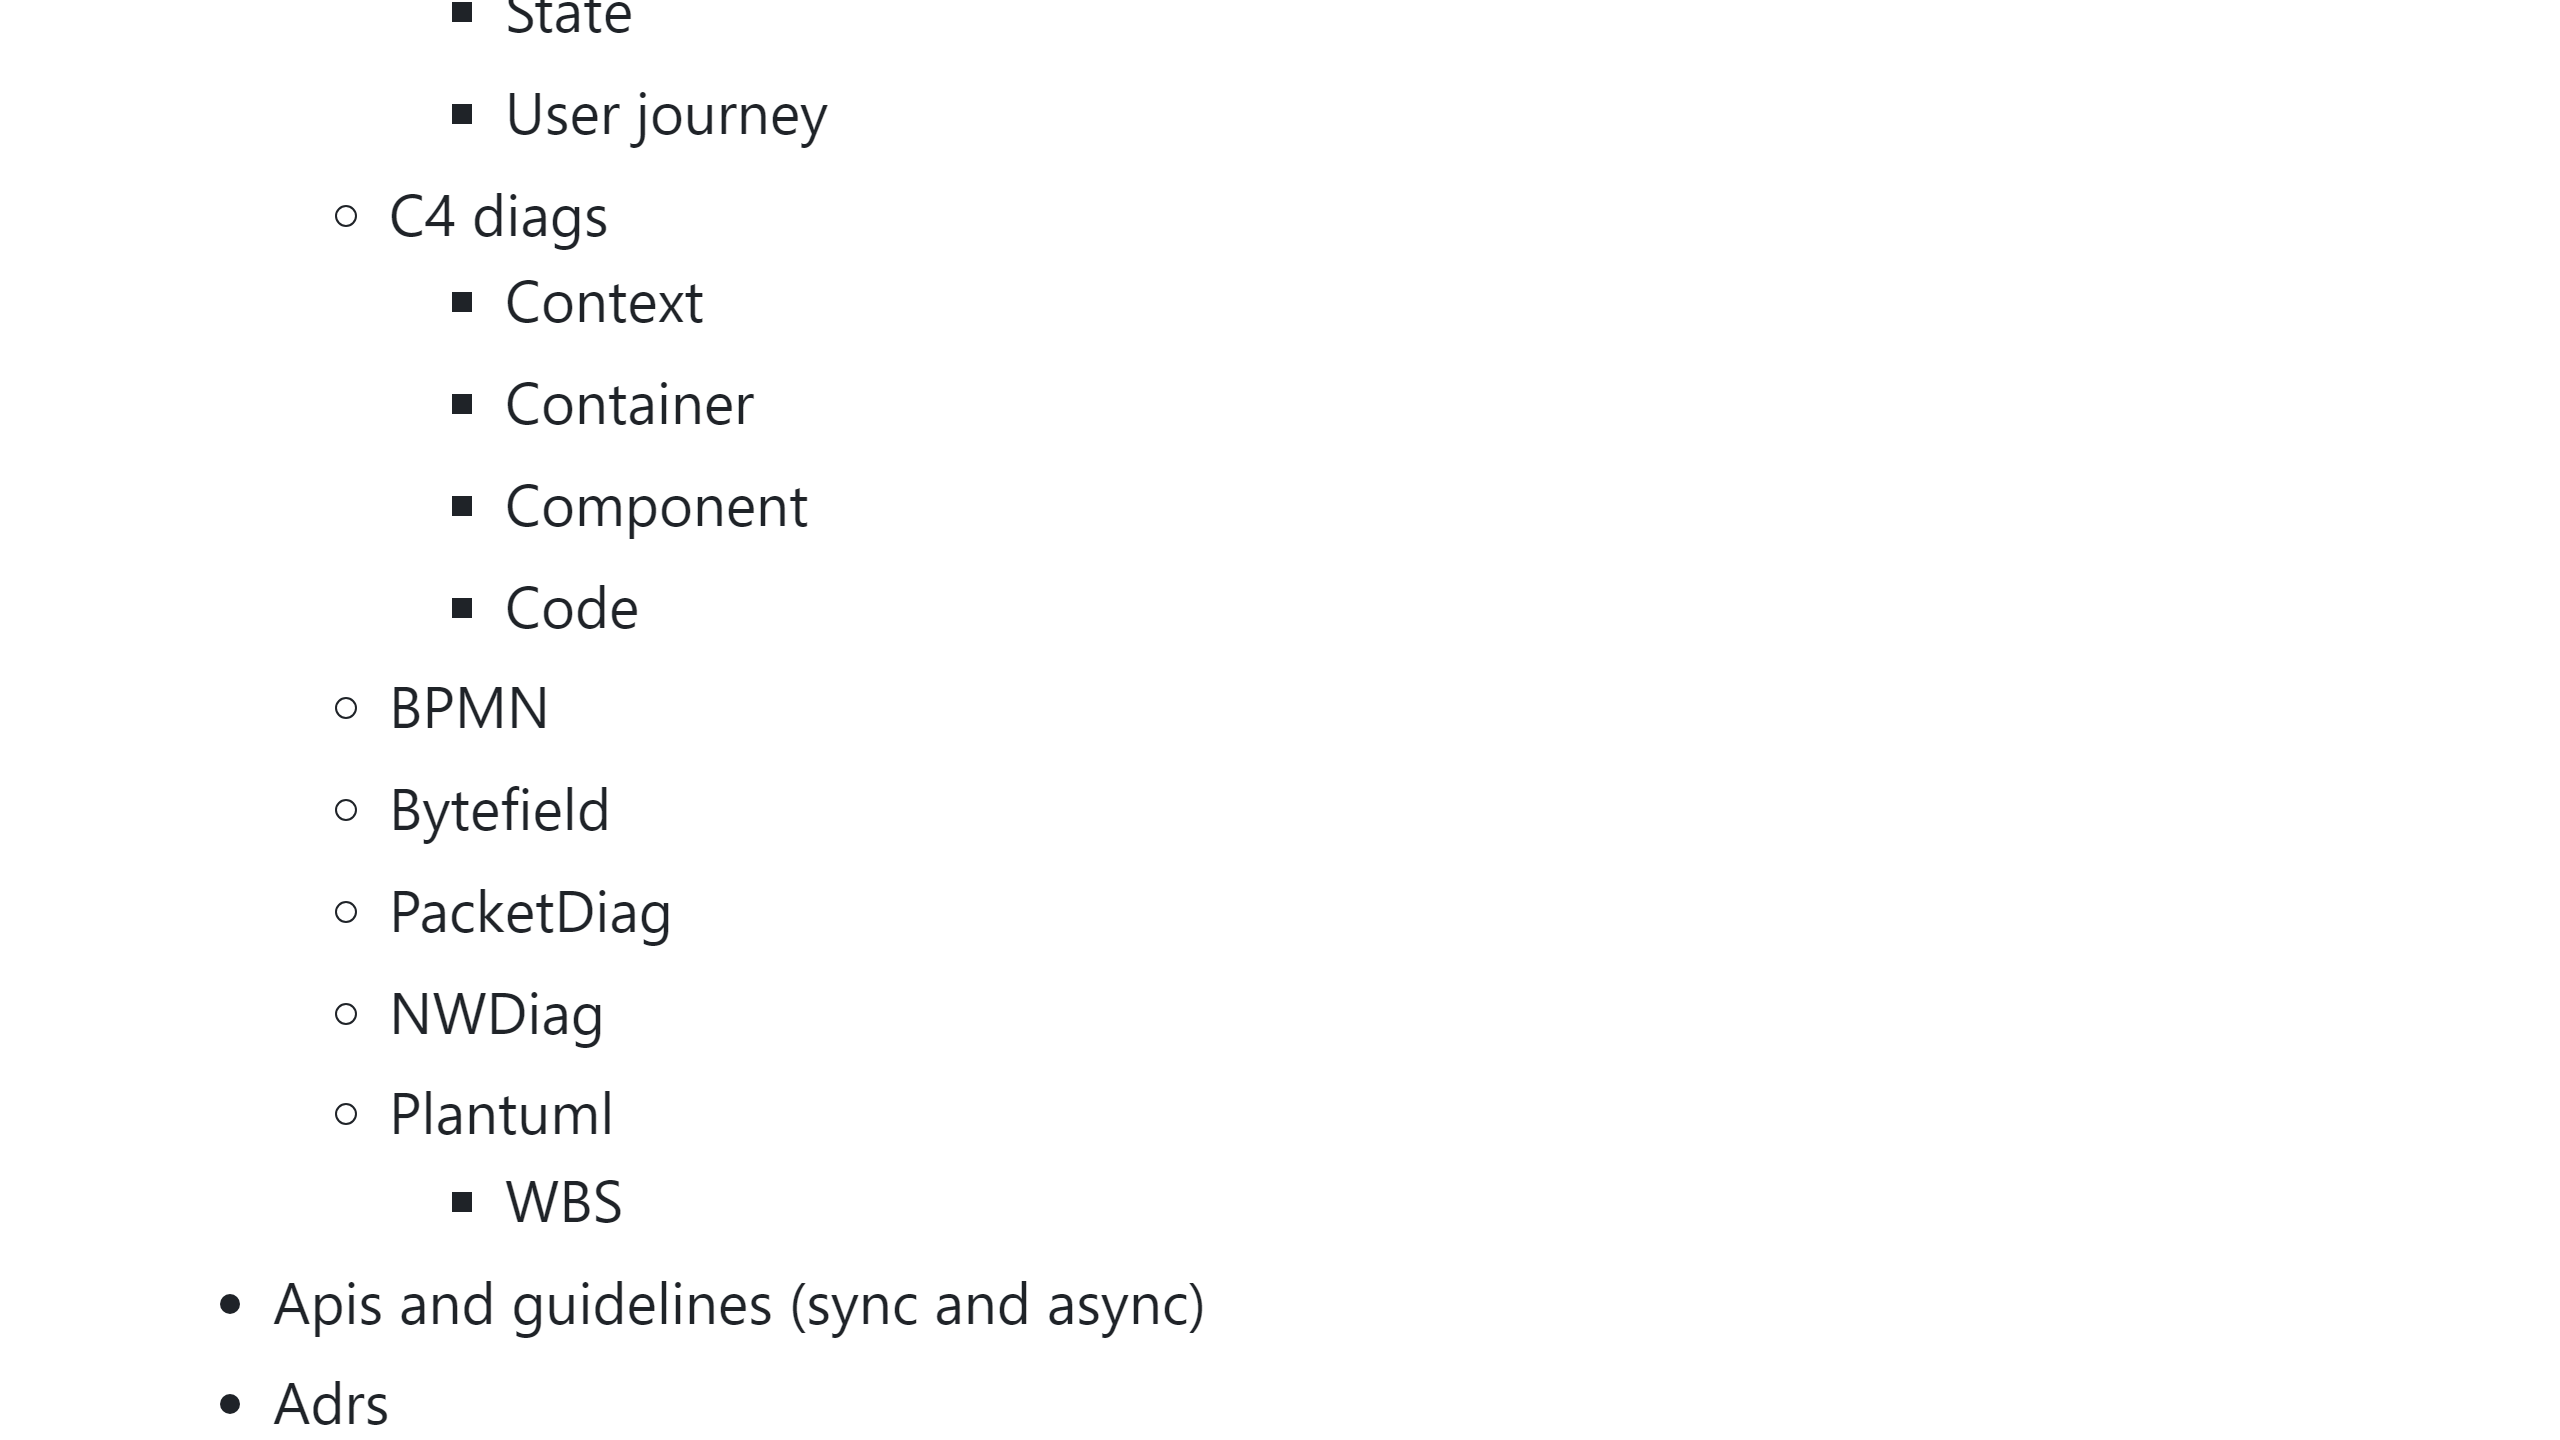 State
User journey
C4 diags
Context
Container
Component
Code
BPMN
Bytefield
PacketDiag
NWDiag
Plantuml
WBS
Apis and guidelines (sync and async)
Adrs